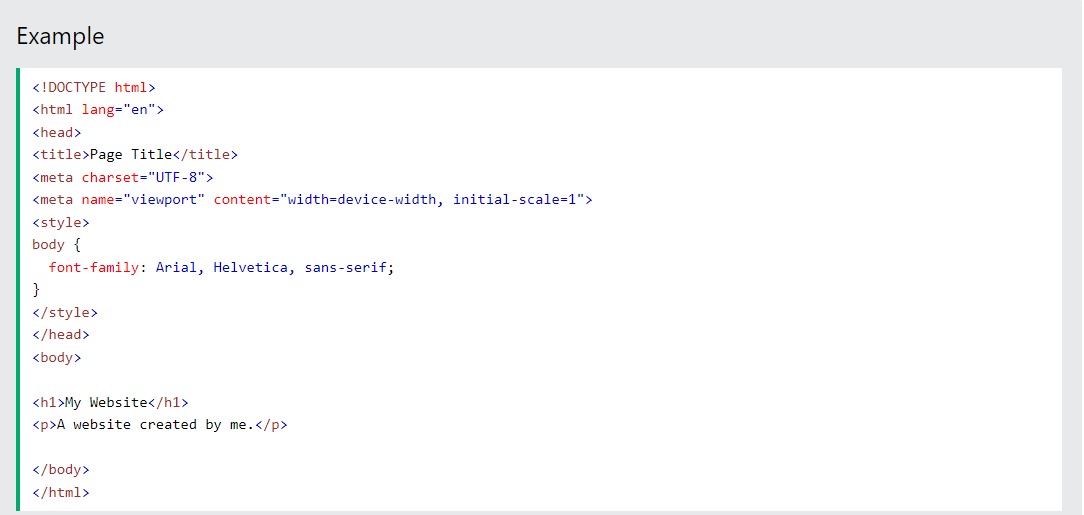 Example
<!DOCTYPE html>
<html lang="en">
<head>
<title>Page Title</title>
<meta charset="UTF-8">
<meta name="viewport" content="width=device-width, initial-scale=1">
<style>
body {
  font-family: Arial, Helvetica, sans-serif;
}
</style>
</head>
<body>

<h1>My Website</h1>
<p>A website created by me.</p>

</body>
</html>